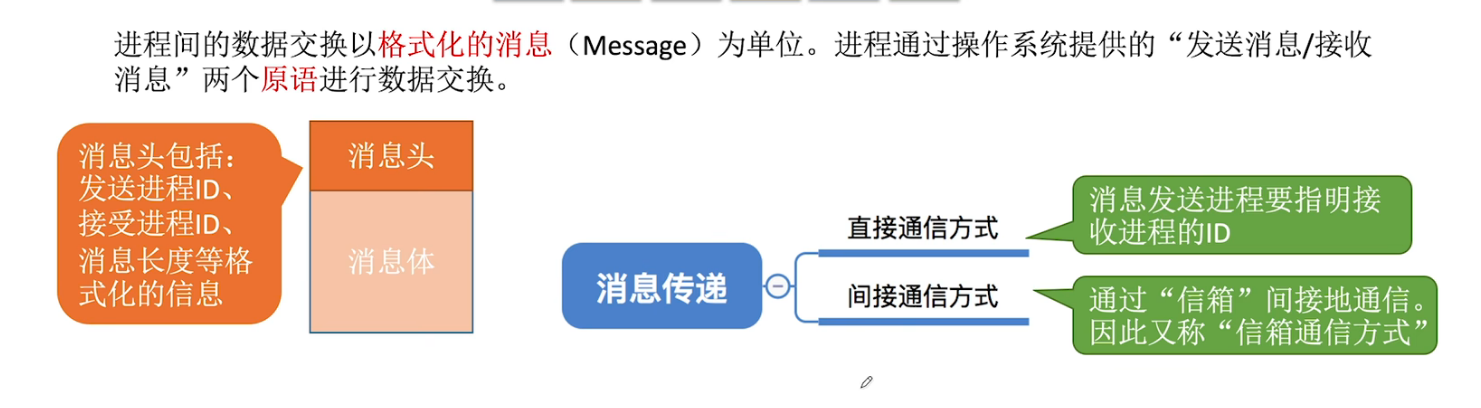 进程间的数据交换以格式化的消息（Message）为单位。进程通过操作系统提供的“发送消息/接收
消息”两个原语进行数据交换。
消息头包括：
发送进程ID、
接受进程ID、
消息长度等格
式化的信息
消息头
消息体
消息传递
直接通信方式
消息发送进程要指明接
收进程的ID
间接通信方式
通过“信箱”间接地通信。
因此又称“信箱通信方式”